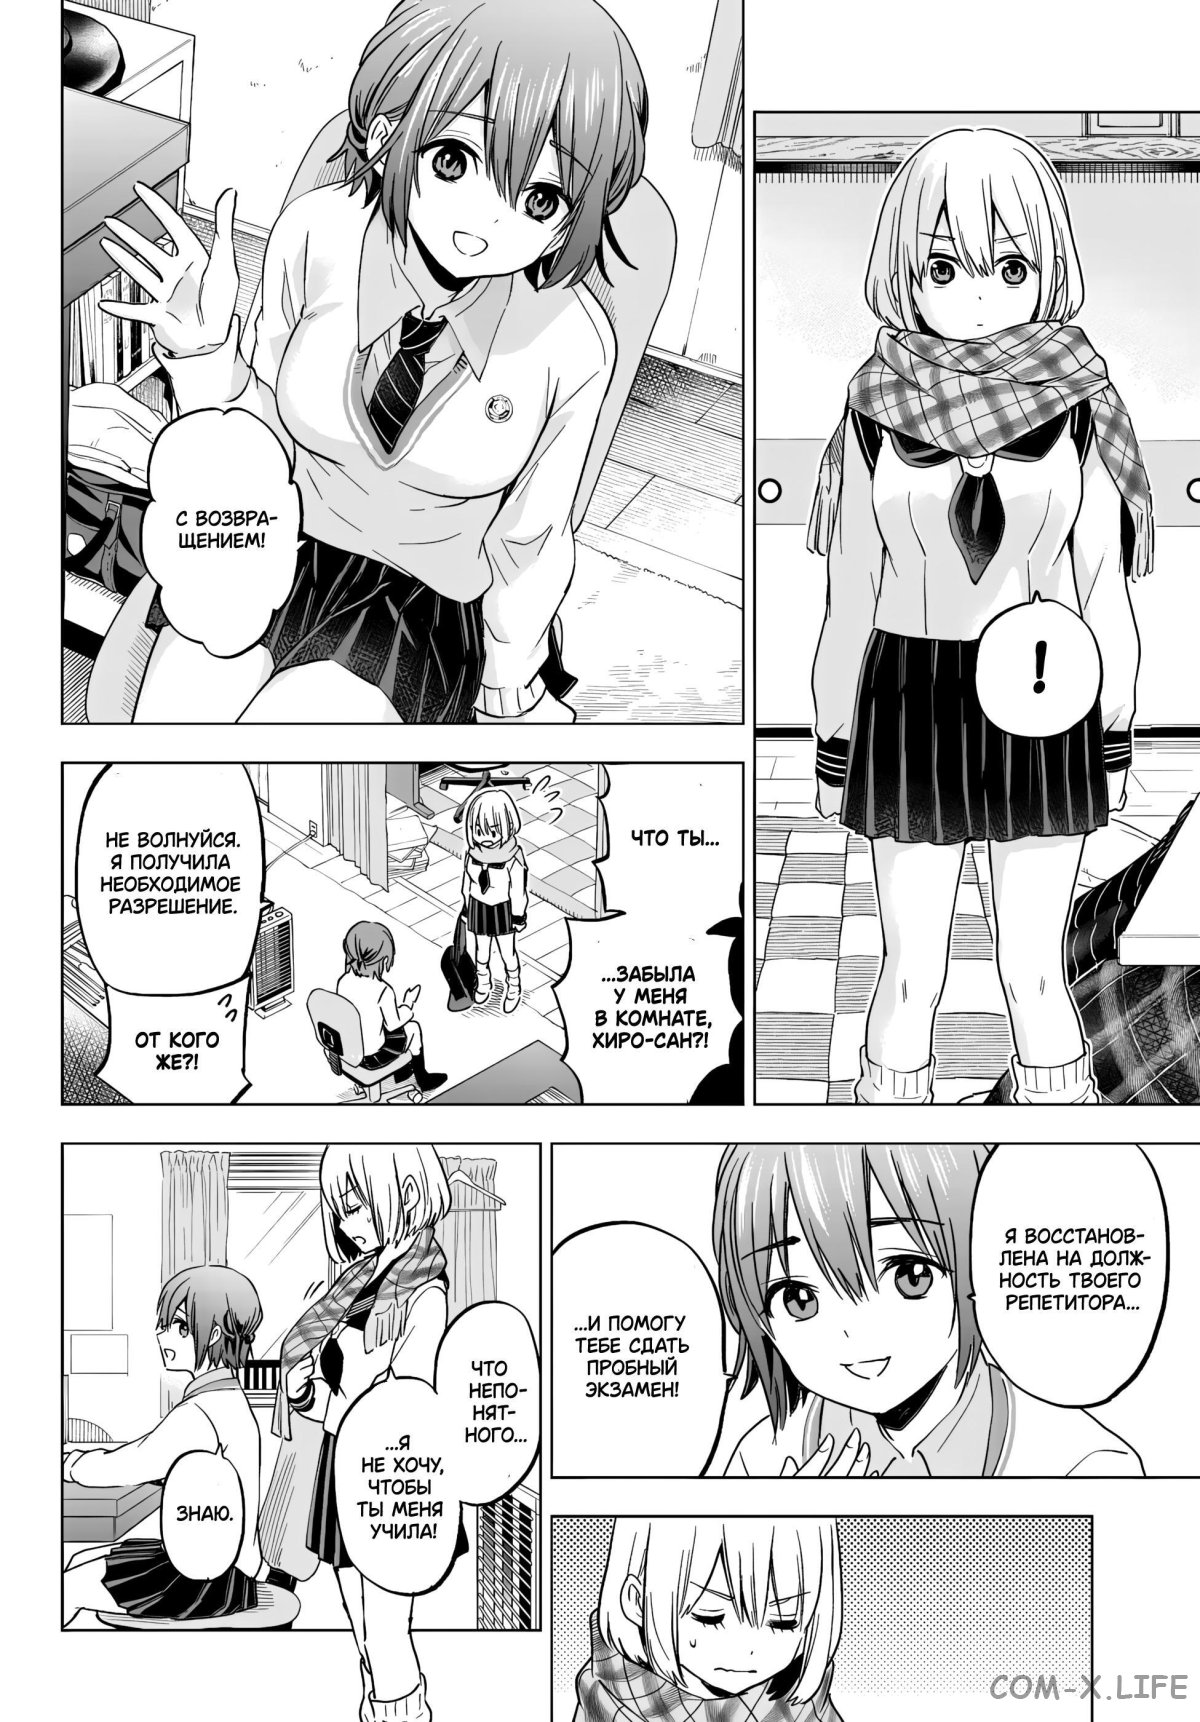 !
С ВОЗВРА-
ЩЕНИЕМ!
ЧТО ТЫ...
...ЗАБЫЛА
У МЕНЯ
В КОМНАТЕ,
ХИРО-САН?!
НЕ ВОЛНУЙСЯ.
Я ПОЛУЧИЛА
НЕОБХОДИМОЕ
РАЗРЕШЕНИЕ.
ОТ КОГО
ЖЕ?!
Я ВОССТАНОВ-
ЛЕНА НА ДОЛЖ-
НОСТЬ ТВОЕГО
РЕПЕТИТОРА...
...И ПОМОГУ
ТЕБЕ СДАТЬ
ПРОБНЫЙ
ЭКЗАМЕН!
ЧТО
НЕПО-
НЯТ-
НОГО...
...Я
НЕ ХОЧУ,
ЧТОБЫ
ТЫ МЕНЯ
УЧИЛА!
ЗНАЮ.
COM-X.LIFE